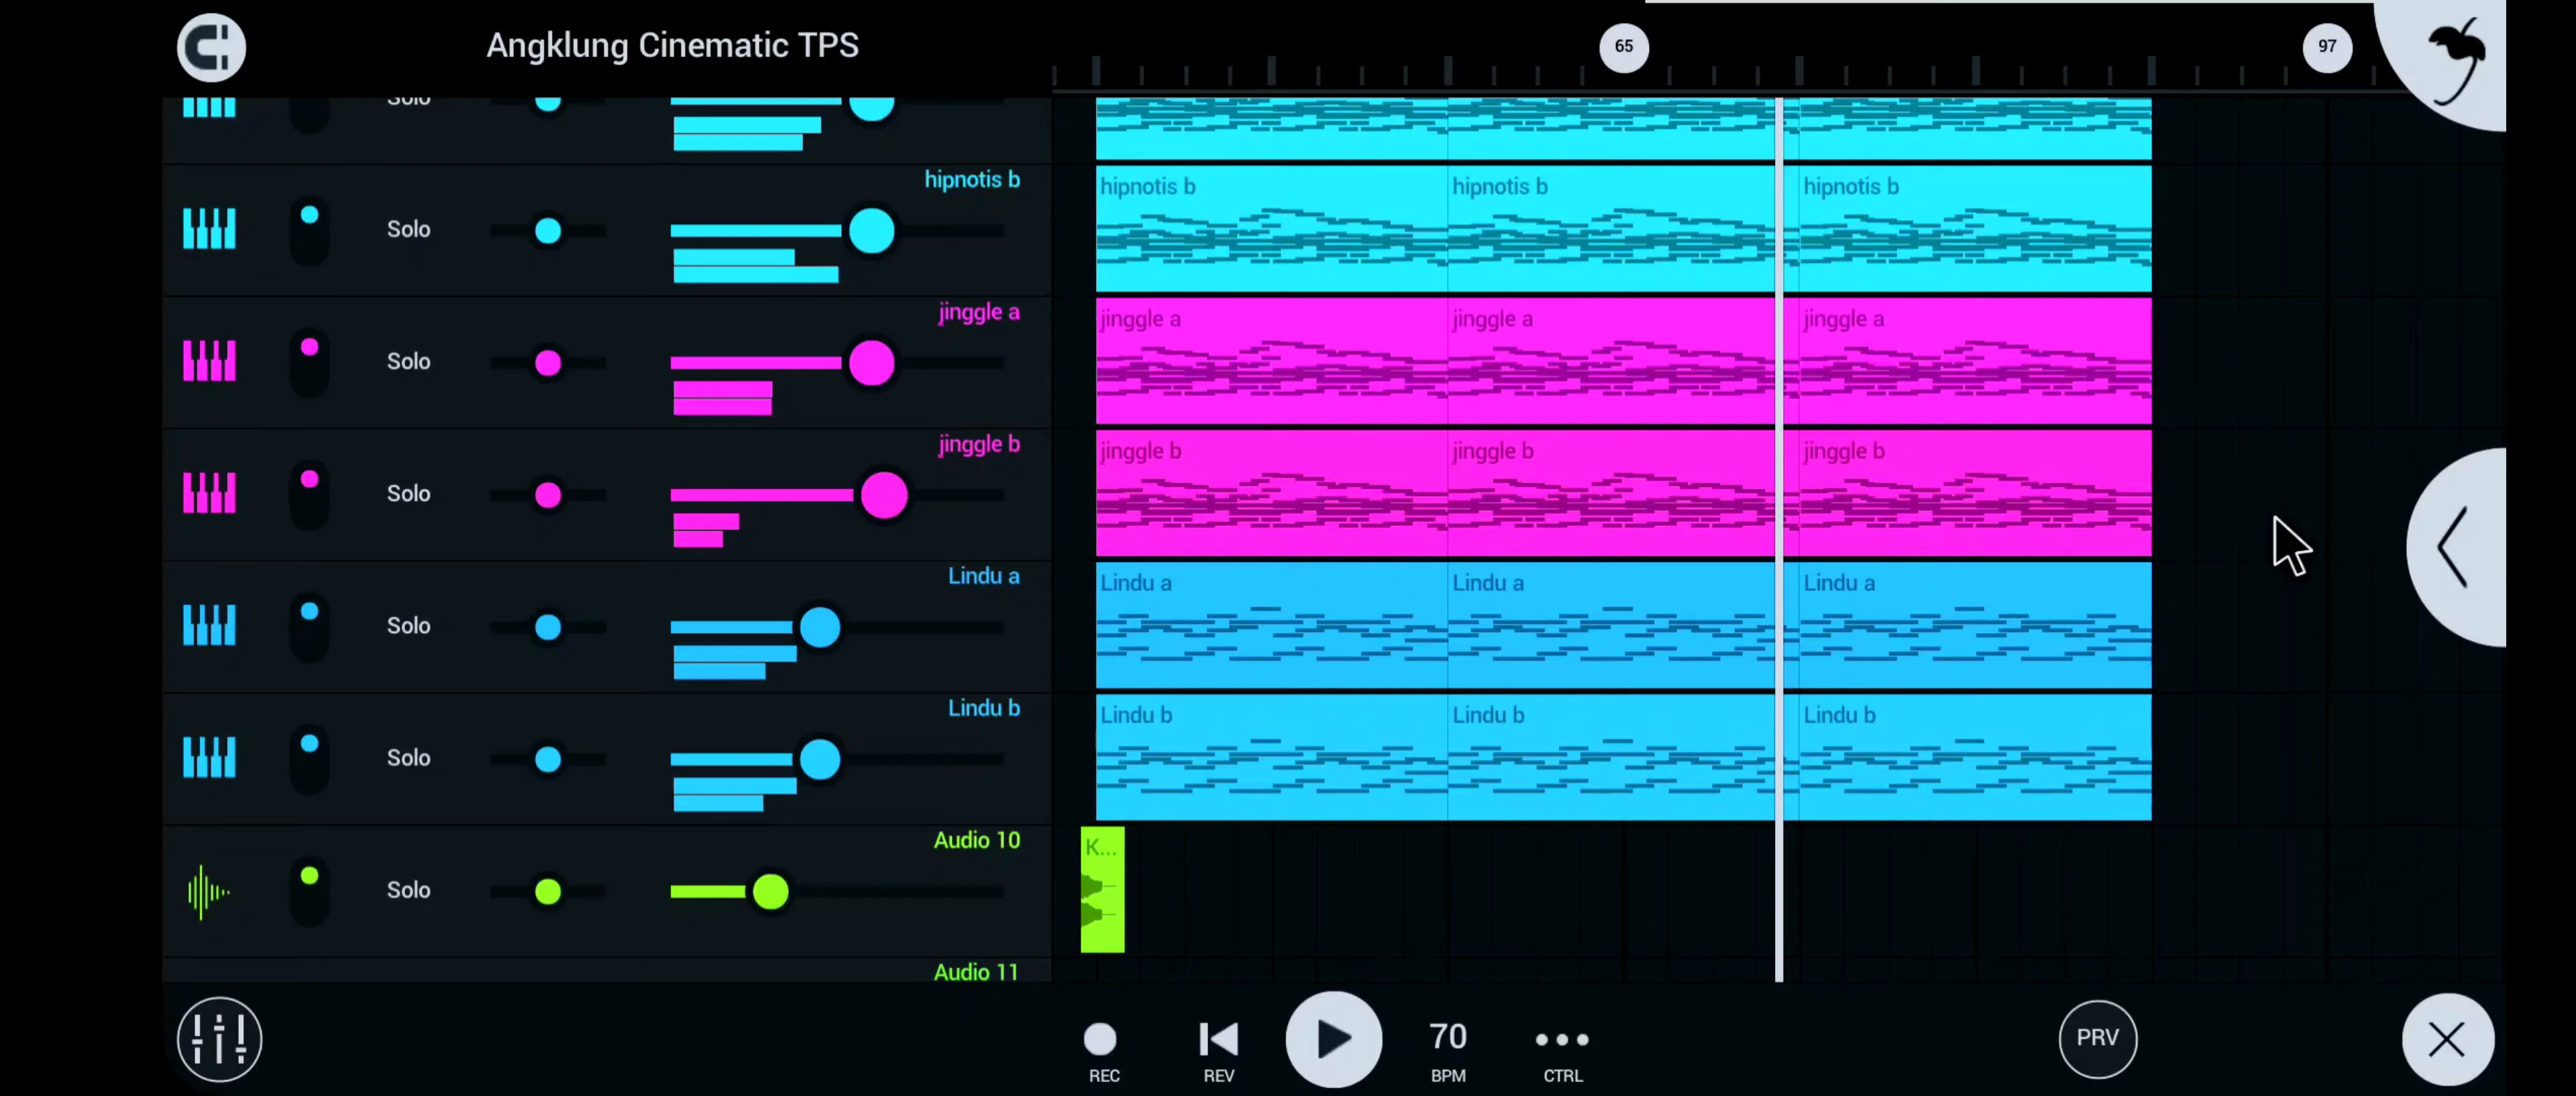 Angklung Cinematic TPS
65
97
Solo
hipnotis b
Solo
hipnotis b hipnotis b hipnotis b
jinggle a
Solo
jinggle a jinggle a jinggle a
jinggle b
Solo
jinggle b jinggle b jinggle b
Lindu a
Solo
Lindu a Lindu a Lindu a
Lindu b
Solo
Lindu b Lindu b Lindu b
Audio 10
Solo
K...
Audio 11
REC
REV
70
BPM
CTRL
PRV